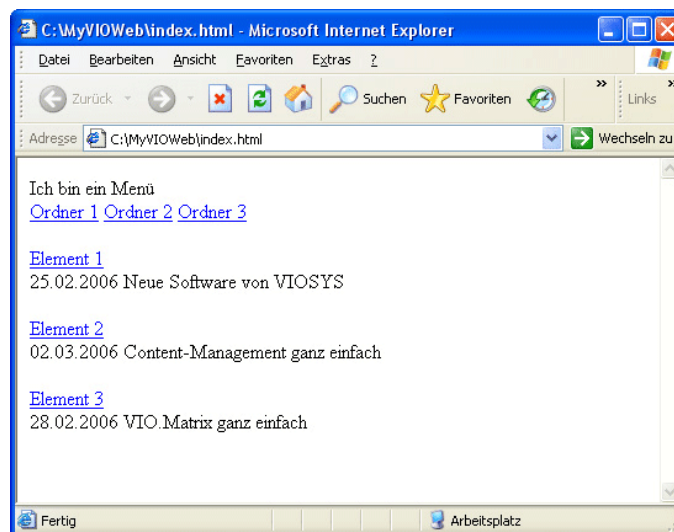 C:\MyVIOWeb\index.html - Microsoft Internet Explorer
Datei Bearbeiten Ansicht Favoriten Extras ?
Zurück Suchen Favoriten » Links »
Adresse C:\MyVIOWeb\index.html Wechseln zu
Ich bin ein Menü
Ordner 1 Ordner 2 Ordner 3
Element 1
25.02.2006 Neue Software von VIOSYS
Element 2
02.03.2006 Content-Management ganz einfach
Element 3
28.02.2006 VIO.Matrix ganz einfach
Fertig Arbeitsplatz